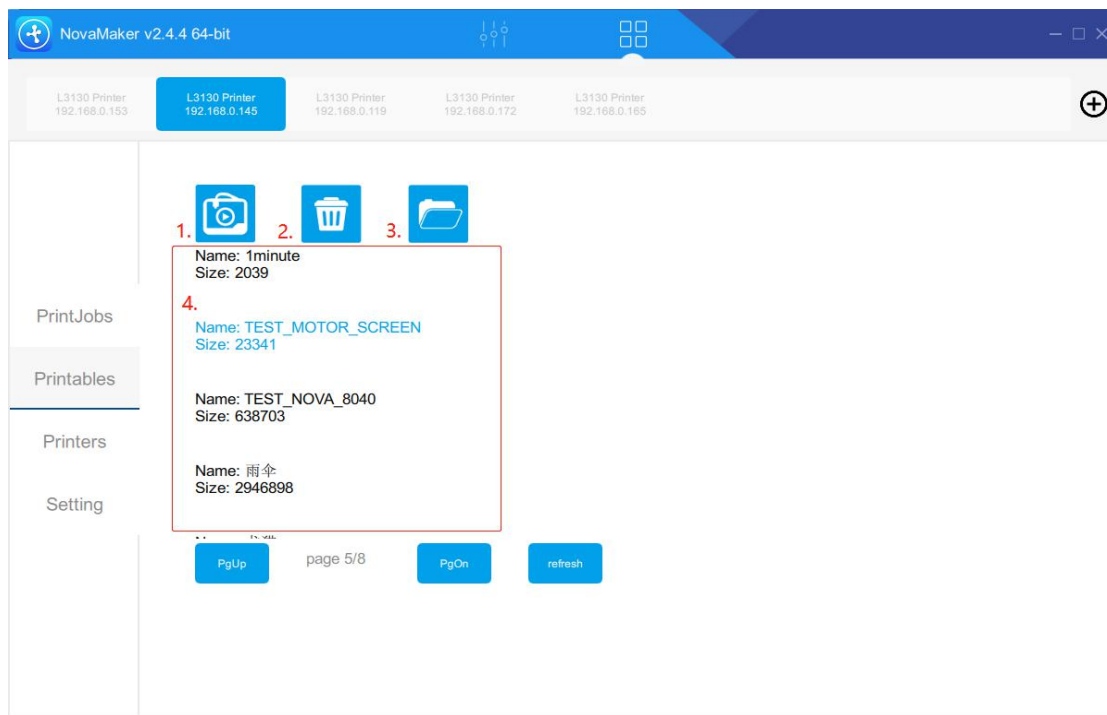 NovaMaker v2.4.4 64-bit
L3130 Printer
192.168.0.153
L3130 Printer
192.168.0.145
L3130 Printer
192.168.0.119
L3130 Printer
192.168.0.172
L3130 Printer
192.168.0.165
1.
2.
3.
Name: 1minute
Size: 2039
4.
Name: TEST_MOTOR_SCREEN
Size: 23341
Name: TEST_NOVA_8040
Size: 638703
Name: 雨伞
Size: 2946898
PrintJobs
Printables
Printers
Setting
PgUp
page 5/8
PgOn
refresh